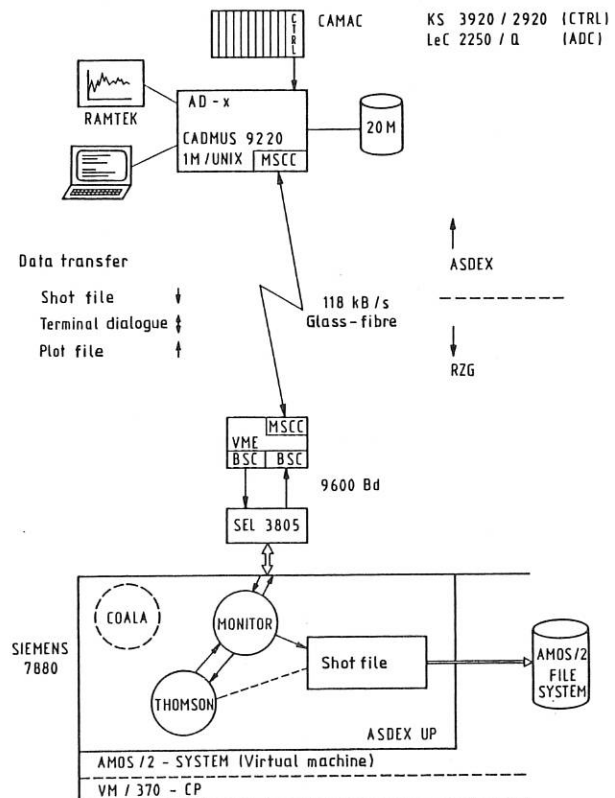 CTRL
CAMAC
KS 3920 / 2920 (CTRL)
LeC 2250 / Q (ADC)
RAMTEK
AD - x
CADMUS 9220
1M / UNIX
MSCC
20 M
Data transfer
Shot file
Terminal dialogue
Plot file
118 kB / s
Glass-fibre
ASDEX
RZG
MSCC
VME
BSC
BSC
9600 Bd
SEL 3805
SIEMENS
7880
COALA
MONITOR
THOMSON
Shot file
ASDEX UP
AMOS / 2
FILE
SYSTEM
AMOS / 2 - SYSTEM (Virtual machine)
VM / 370 - CP